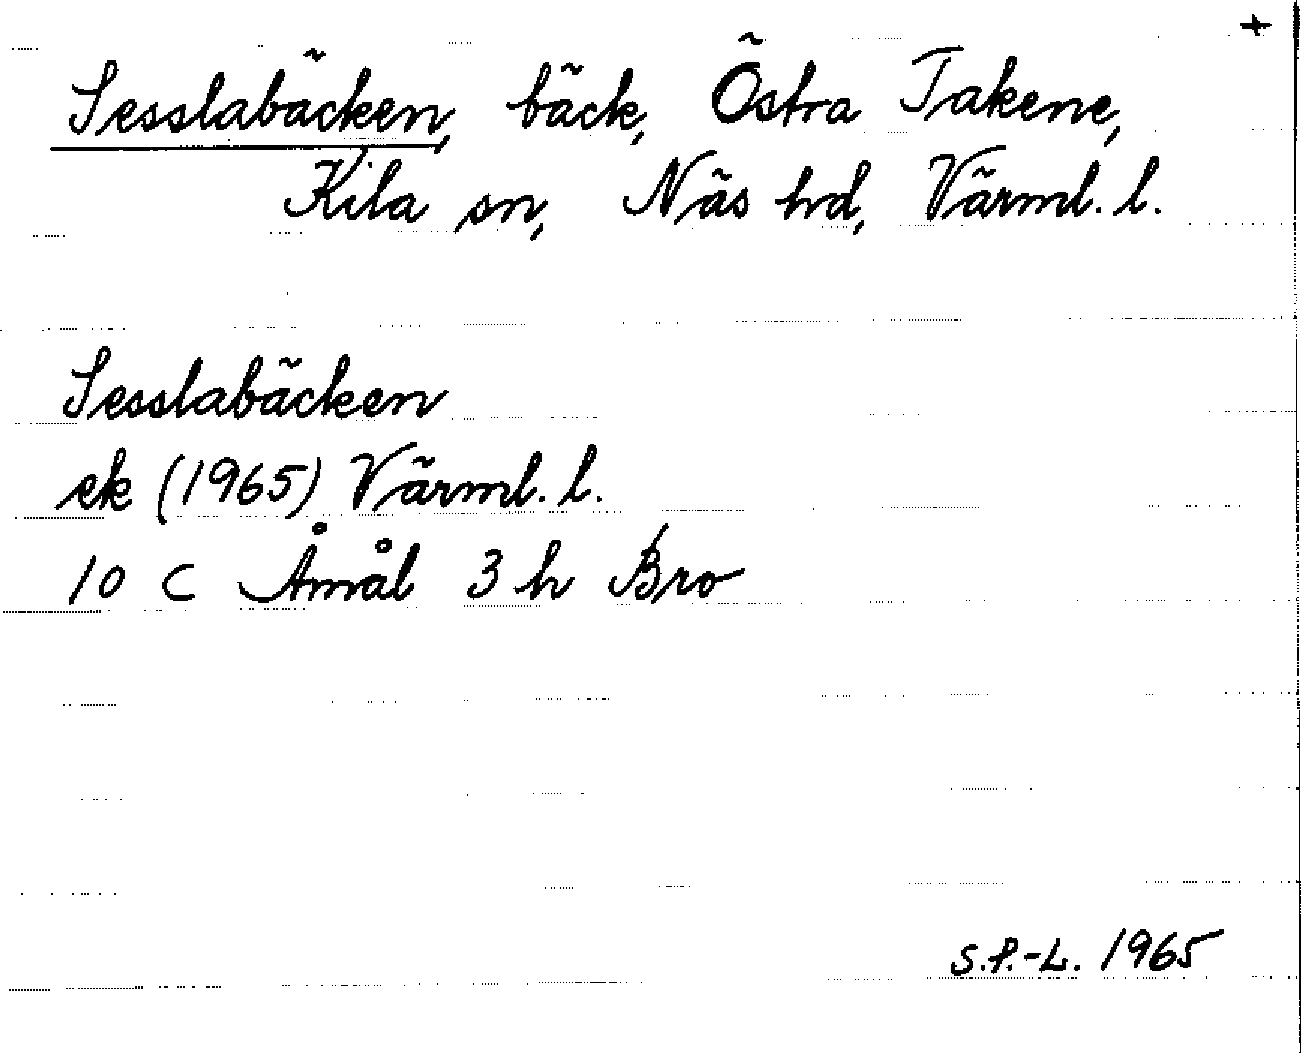 +
Sesslabäcken, bäck, Östra Takene,
Kila sn, Näs hd, Värml. l.
Sesslabäcken
ek (1965) Värml. l.
10 C Åmål 3 h Bro
S.P.-L. 1965